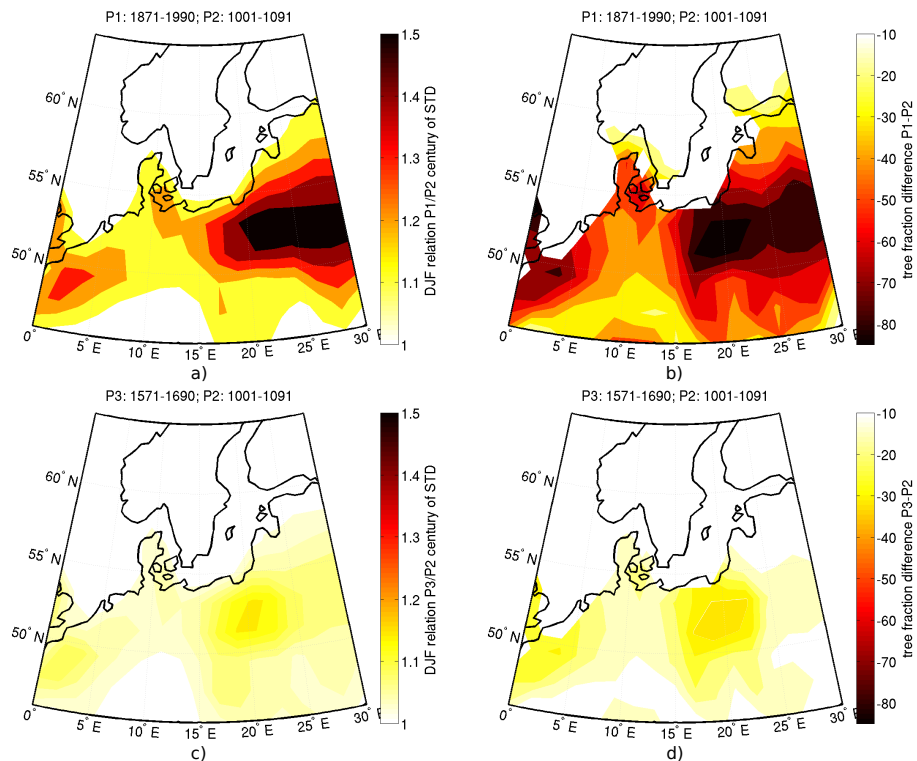 P1: 1871-1990; P2: 1001-1091
60° N
55° N
50° N
0°
5° E
10° E
15° E
20° E
25° E
30° E
1.5
1.4
1.3
1.2
1.1
1
DJF relation P1/P2 century of STD
a)
P1: 1871-1990; P2: 1001-1091
60° N
55° N
50° N
0°
5° E
10° E
15° E
20° E
25° E
30° E
-10
-20
-30
-40
-50
-60
-70
-80
tree fraction difference P1-P2
b)
P3: 1571-1690; P2: 1001-1091
60° N
55° N
50° N
0°
5° E
10° E
15° E
20° E
25° E
30° E
1.5
1.4
1.3
1.2
1.1
1
DJF relation P3/P2 century of STD
c)
P3: 1571-1690; P2: 1001-1091
60° N
55° N
50° N
0°
5° E
10° E
15° E
20° E
25° E
30° E
-10
-20
-30
-40
-50
-60
-70
-80
tree fraction difference P3-P2
d)